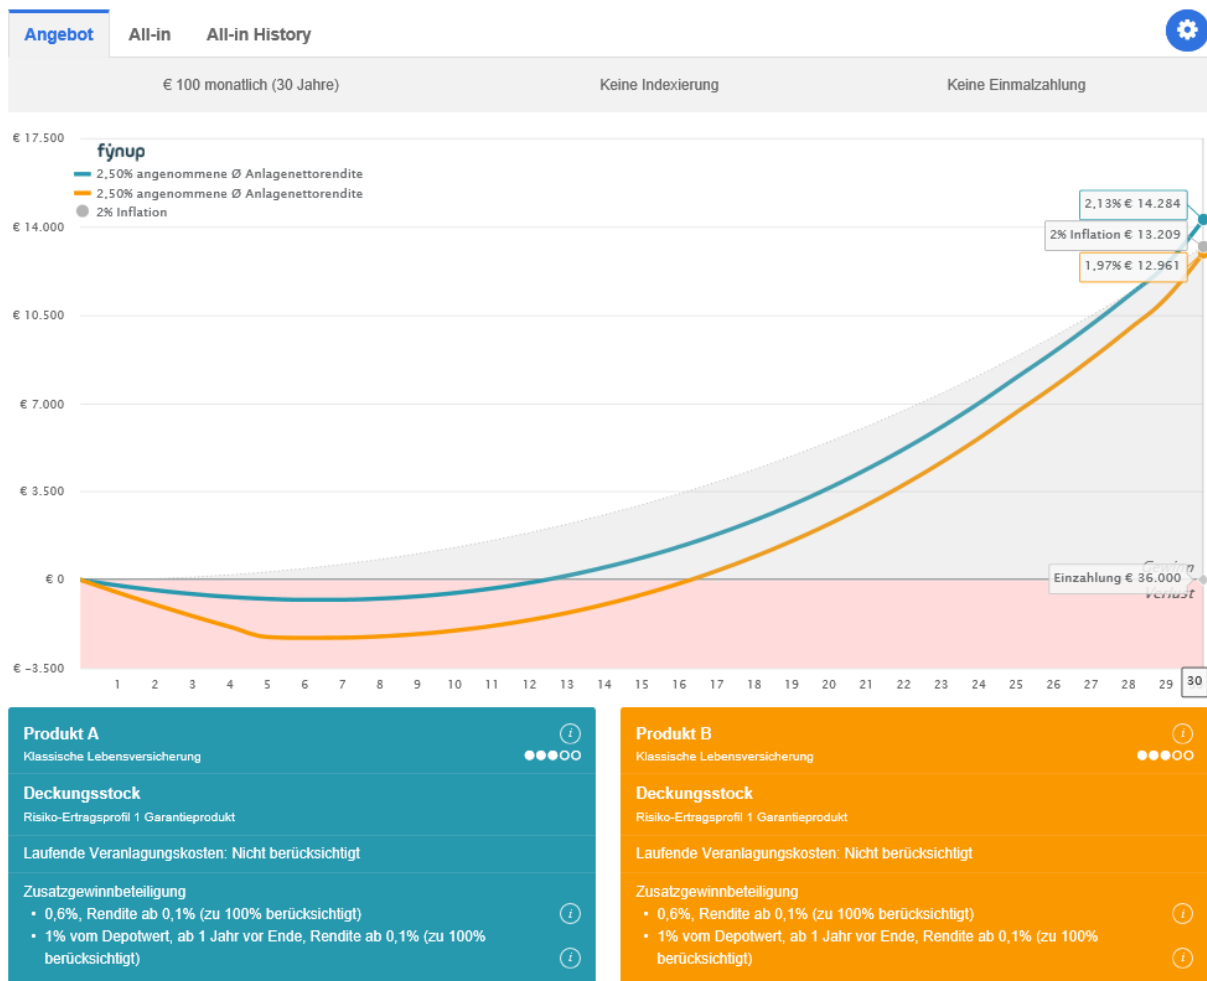 Angebot All-in All-in History
€ 100 monatlich (30 Jahre) Keine Indexierung Keine Einmalzahlung
€ 17.500
fynup
2,50% angenommene Ø Anlagenettorendite
2,50% angenommene Ø Anlagenettorendite
2% Inflation
2,13% € 14.284
€ 14.000
2% Inflation € 13.209
1,97% € 12.961
€ 10.500
€ 7.000
€ 3.500
Gewinn
€ 0
Einzahlung € 36.000
Verlust
€ -3.500
1 2 3 4 5 6 7 8 9 10 11 12 13 14 15 16 17 18 19 20 21 22 23 24 25 26 27 28 29 30
Produkt A
Klassische Lebensversicherung
Deckungsstock
Risiko-Ertragsprofil 1 Garantieprodukt
Laufende Veranlagungskosten: Nicht berücksichtigt
Zusatzgewinnbeteiligung
• 0,6%, Rendite ab 0,1% (zu 100% berücksichtigt)
• 1% vom Depotwert, ab 1 Jahr vor Ende, Rendite ab 0,1% (zu 100%
berücksichtigt)
Produkt B
Klassische Lebensversicherung
Deckungsstock
Risiko-Ertragsprofil 1 Garantieprodukt
Laufende Veranlagungskosten: Nicht berücksichtigt
Zusatzgewinnbeteiligung
• 0,6%, Rendite ab 0,1% (zu 100% berücksichtigt)
• 1% vom Depotwert, ab 1 Jahr vor Ende, Rendite ab 0,1% (zu 100%
berücksichtigt)